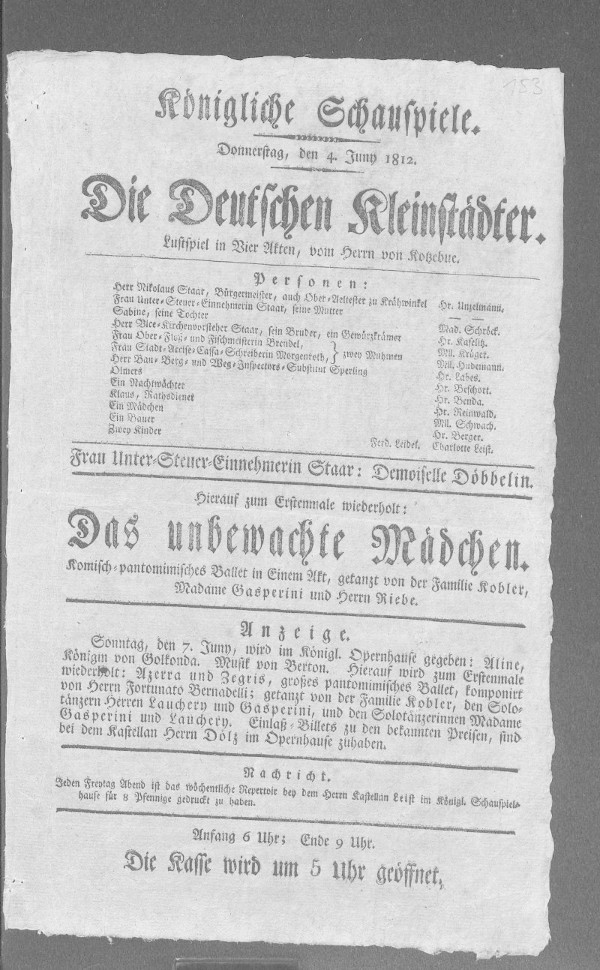 153
Königliche Schauspiele.
Donnerstag, den 4. Juny 1812.
Die Deutschen Kleinstädter.
Lustspiel in Vier Akten, vom Herrn von Kotzebue.
Personen:
Herr Nikolaus Staar, Bürgermeister, auch Ober-Aeltester zu Krähwinkel Hr. Unzelmann.
Frau Unter-Steuer-Einnehmerin Staar, seine Mutter — —
Sabine, seine Tochter Mad. Schröck.
Herr Vice-Kirchenvorsteher Staar, sein Bruder, ein Gewürzkrämer Hr. Kaselitz.
Frau Ober-Floß- und Fischmeisterin Brendel, } zwey Muhmen Mll. Krüger.
Frau Stadt-Accise-Cassa-Schreiberin Morgenroth, Mll. Hudemann.
Herr Bau- Berg- und Weg-Inspectors-Substitut Sperling Hr. Labes.
Olmers Hr. Beschort.
Ein Nachtwächter Hr. Benda.
Klaus, Rathsdiener Hr. Reinwald.
Ein Mädchen Mll. Schwach.
Ein Bauer Hr. Berger.
Zwey Kinder Ferd. Leidel. Charlotte Leist.
Frau Unter-Steuer-Einnehmerin Staar: Demoiselle Döbbelin.
Hierauf zum Erstenmale wiederholt:
Das unbewachte Mädchen.
Komisch-pantomimisches Ballet in Einem Akt, getanzt von der Familie Kobler,
Madame Gasperini und Herrn Riebe.
Anzeige.
Sonntag, den 7. Juny, wird im Königl. Opernhause gegeben: Aline,
Königin von Golkonda. Musik von Berton. Hierauf wird zum Erstenmale
wiederholt: Azerra und Zegris, großes pantomimisches Ballet, komponirt
von Herrn Fortunato Bernadelli; getanzt von der Familie Kobler, den Solo-
tänzern Herren Lauchery und Gasperini, und den Solotänzerinnen Madame
Gasperini und Lauchery. Einlaß-Billets zu den bekannten Preisen, sind
bei dem Kastellan Herrn Dölz im Opernhause zuhaben.
Nachricht.
Jeden Freytag Abend ist das wöchentliche Repertoir bey dem Herrn Kastellan Leist im Königl. Schauspiel-
hause für 8 Pfennige gedruckt zu haben.
Anfang 6 Uhr; Ende 9 Uhr.
Die Kasse wird um 5 Uhr geöffnet,